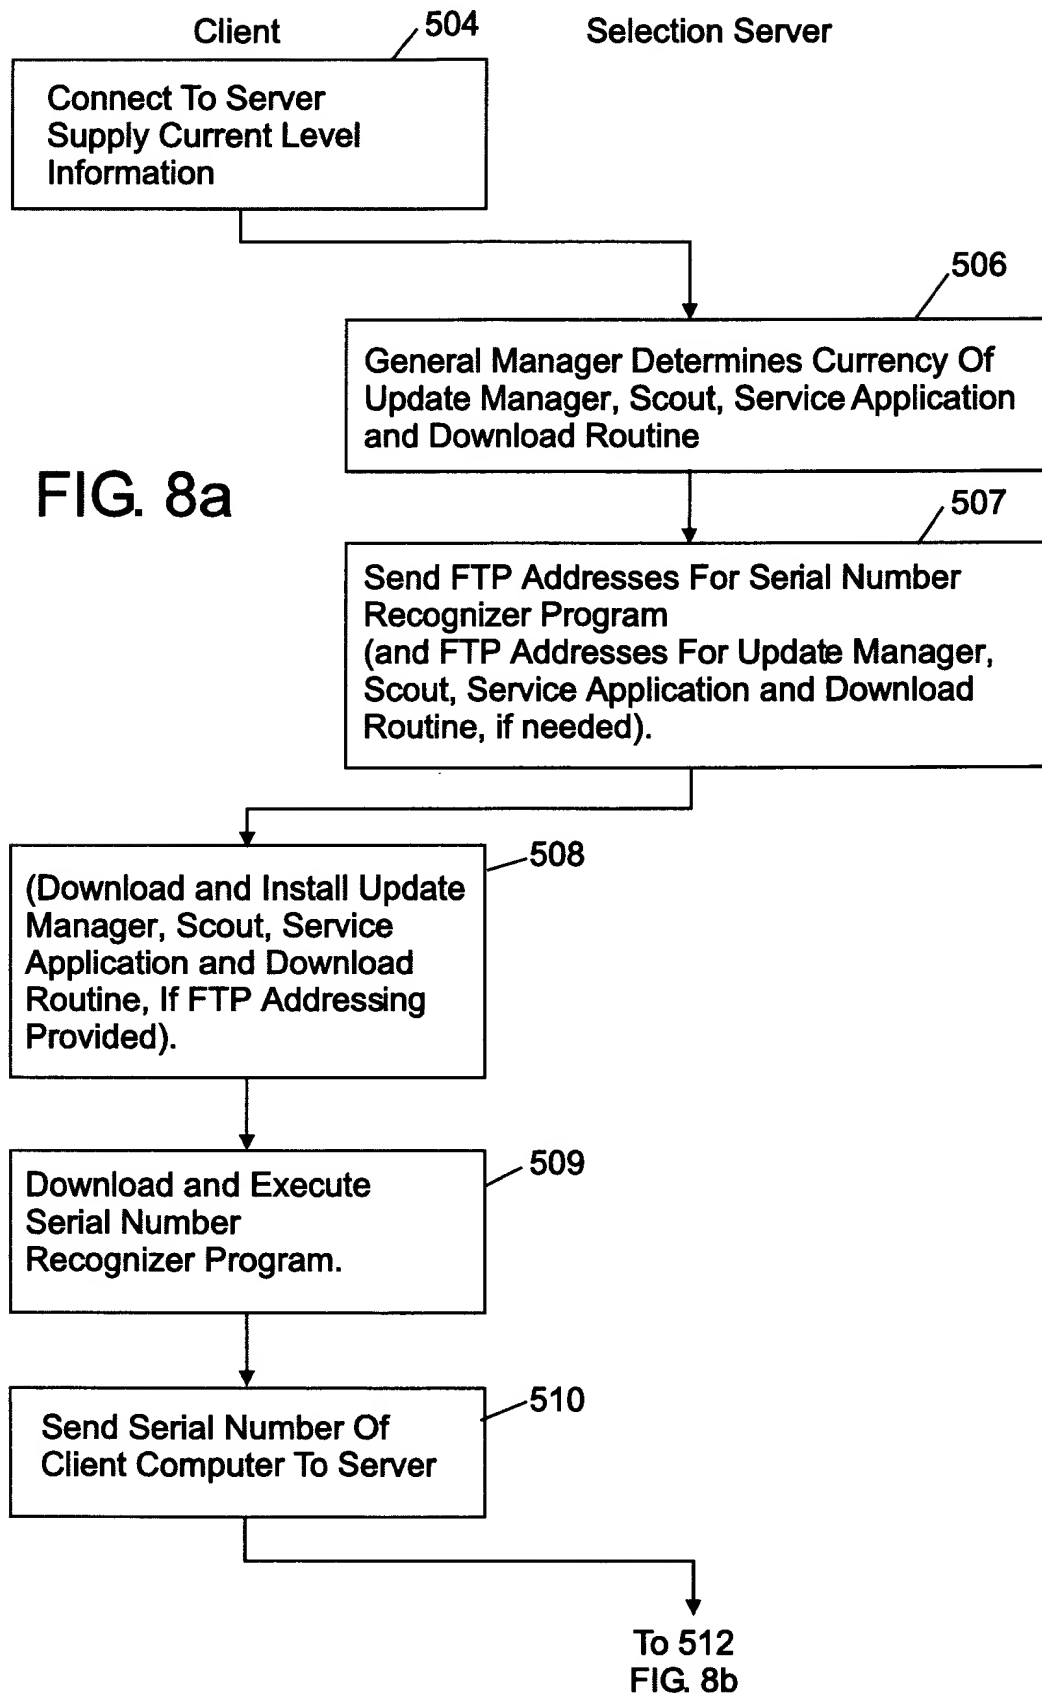 Client
504
Selection Server
Connect To Server
Supply Current Level
Information
506
General Manager Determines Currency Of
Update Manager, Scout, Service Application
and Download Routine
FIG. 8a
507
Send FTP Addresses For Serial Number
Recognizer Program
(and FTP Addresses For Update Manager,
Scout, Service Application and Download
Routine, if needed).
508
(Download and Install Update
Manager, Scout, Service
Application and Download
Routine, If FTP Addressing
Provided).
509
Download and Execute
Serial Number
Recognizer Program.
510
Send Serial Number Of
Client Computer To Server
To 512
FIG. 8b